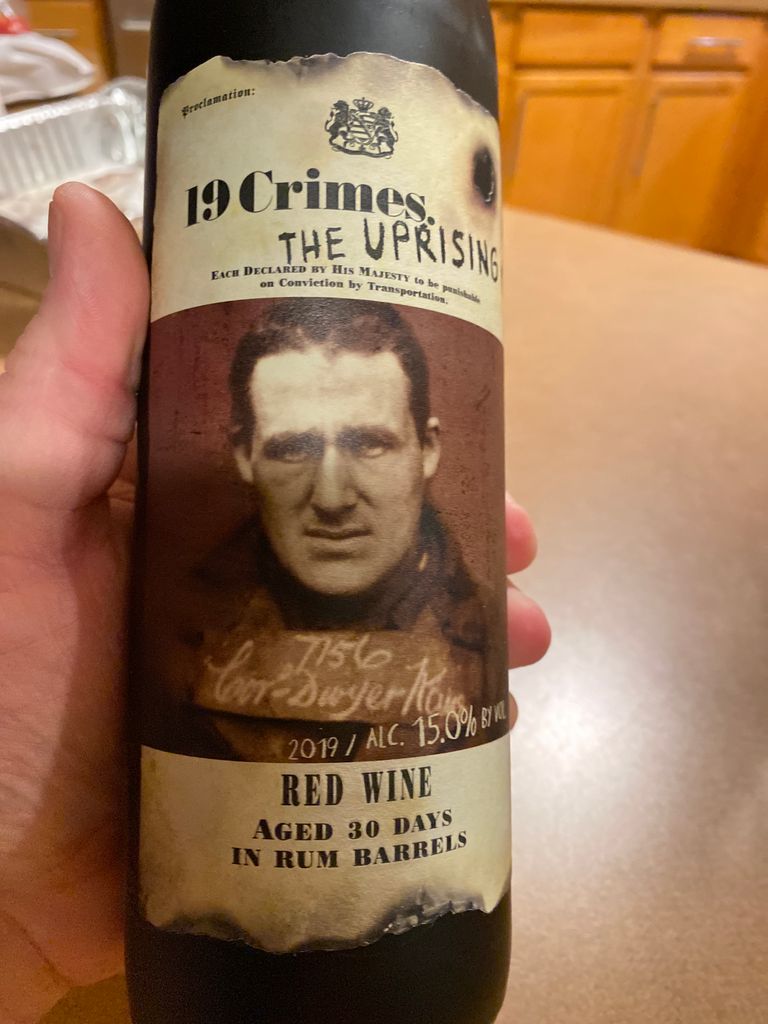 Proclamation:
19 Crimes.
THE UPRISING
EACH DECLARED BY HIS MAJESTY to be punishable
on Conviction by Transportation.
7156
Dwyer
2019 / ALC. 15.0% BY VOL
RED WINE
AGED 30 DAYS
IN RUM BARRELS